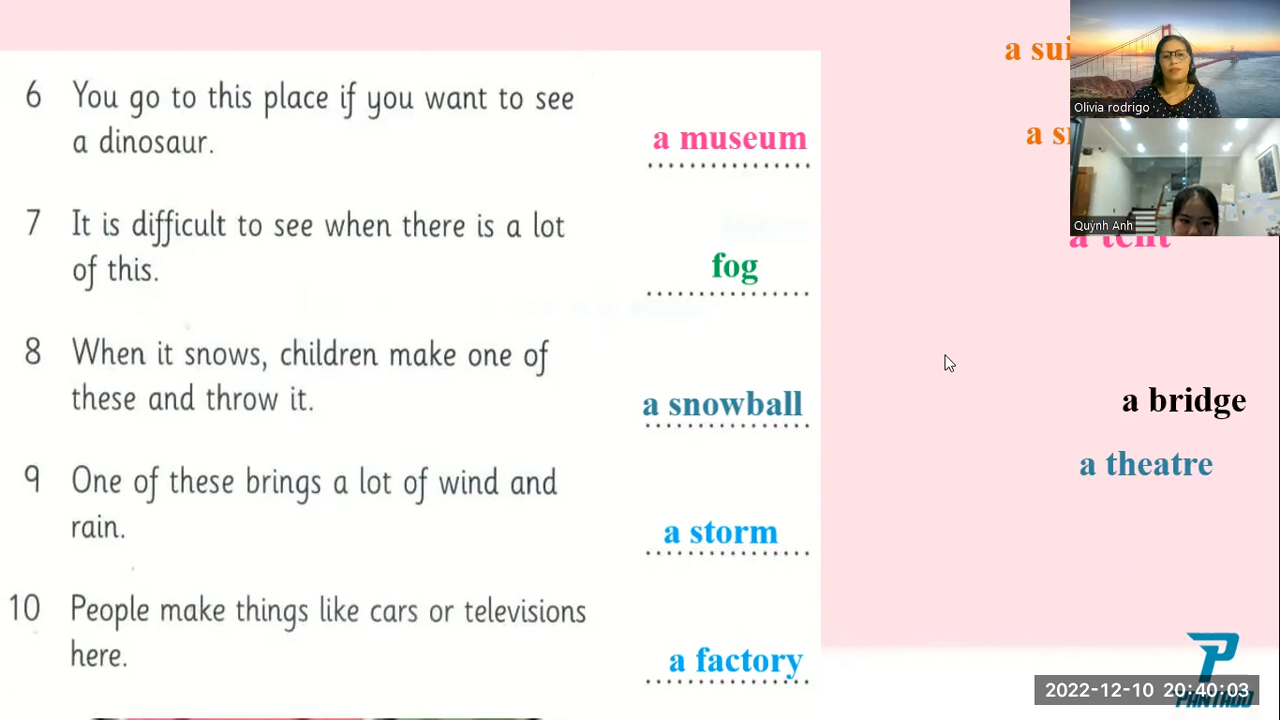 6 You go to this place if you want to see
a dinosaur.
a museum
7 It is difficult to see when there is a lot
of this.
fog
8 When it snows, children make one of
these and throw it.
a snowball
9 One of these brings a lot of wind and
rain.
a storm
10 People make things like cars or televisions
here.
a factory
a
a
a tent
a bridge
a theatre
Olivia rodrigo
Quỳnh Anh
2022-12-10 20:40:03
PANTADO